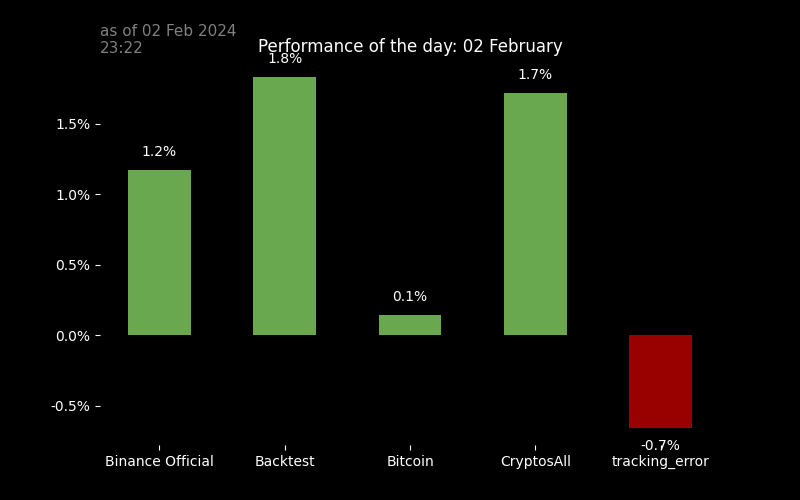 as of 02 Feb 2024
23:22
Performance of the day: 02 February
1.8%
1.7%
1.5%
1.2%
1.0%
0.5%
0.1%
0.0%
-0.5%
-0.7%
Binance Official
Backtest
Bitcoin
CryptosAll
tracking_error